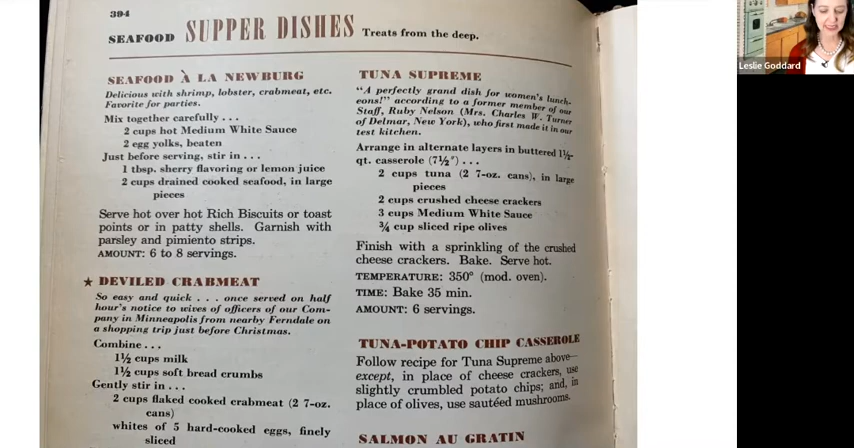 394
SEAFOOD SUPPER DISHES Treats from the deep.
SEAFOOD À LA NEWBURG
Delicious with shrimp, lobster, crabmeat, etc.
Favorite for parties.
Mix together carefully . . .
2 cups hot Medium White Sauce
2 egg yolks, beaten
Just before serving, stir in . . .
1 tbsp. sherry flavoring or lemon juice
2 cups drained cooked seafood, in large
pieces
Serve hot over hot Rich Biscuits or toast
points or in patty shells. Garnish with
parsley and pimiento strips.
AMOUNT: 6 to 8 servings.
★ DEVILED CRABMEAT
So easy and quick . . . once served on half
hour's notice to wives of officers of our Com-
pany in Minneapolis from nearby Ferndale on
a shopping trip just before Christmas.
Combine . . .
1½ cups milk
1½ cups soft bread crumbs
Gently stir in . . .
2 cups flaked cooked crabmeat (2 7-oz.
cans)
whites of 5 hard-cooked eggs, finely
sliced
TUNA SUPREME
"A perfectly grand dish for women's lunch-
eons!" according to a former member of our
Staff, Ruby Nelson (Mrs. Charles W. Turner
of Delmar, New York), who first made it in our
test kitchen.
Arrange in alternate layers in buttered 1½-
qt. casserole (7½″) . . .
2 cups tuna (2 7-oz. cans), in large
pieces
2 cups crushed cheese crackers
3 cups Medium White Sauce
¾ cup sliced ripe olives
Finish with a sprinkling of the crushed
cheese crackers. Bake. Serve hot.
TEMPERATURE: 350° (mod. oven).
TIME: Bake 35 min.
AMOUNT: 6 servings.
TUNA-POTATO CHIP CASSEROLE
Follow recipe for Tuna Supreme above—
except, in place of cheese crackers, use
slightly crumbled potato chips; and, in
place of olives, use sautéed mushrooms.
SALMON AU GRATIN
Leslie Goddard